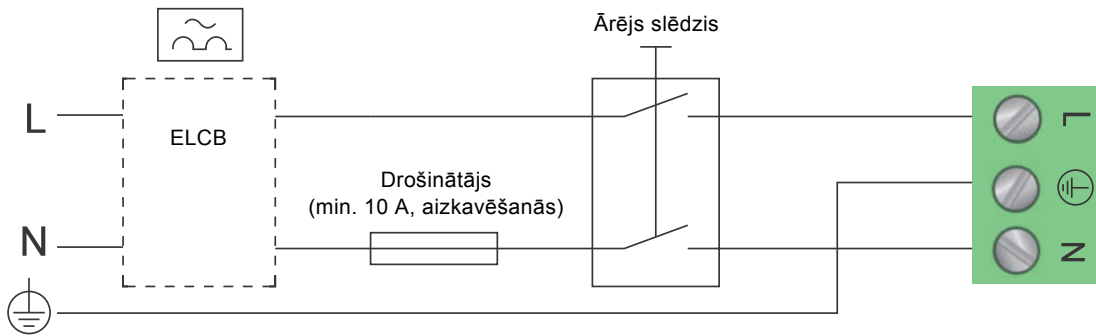 Ārējs slēdzis
L
ELCB
L
Drošinātājs
(min. 10 A, aizkavēšanās)
N
N